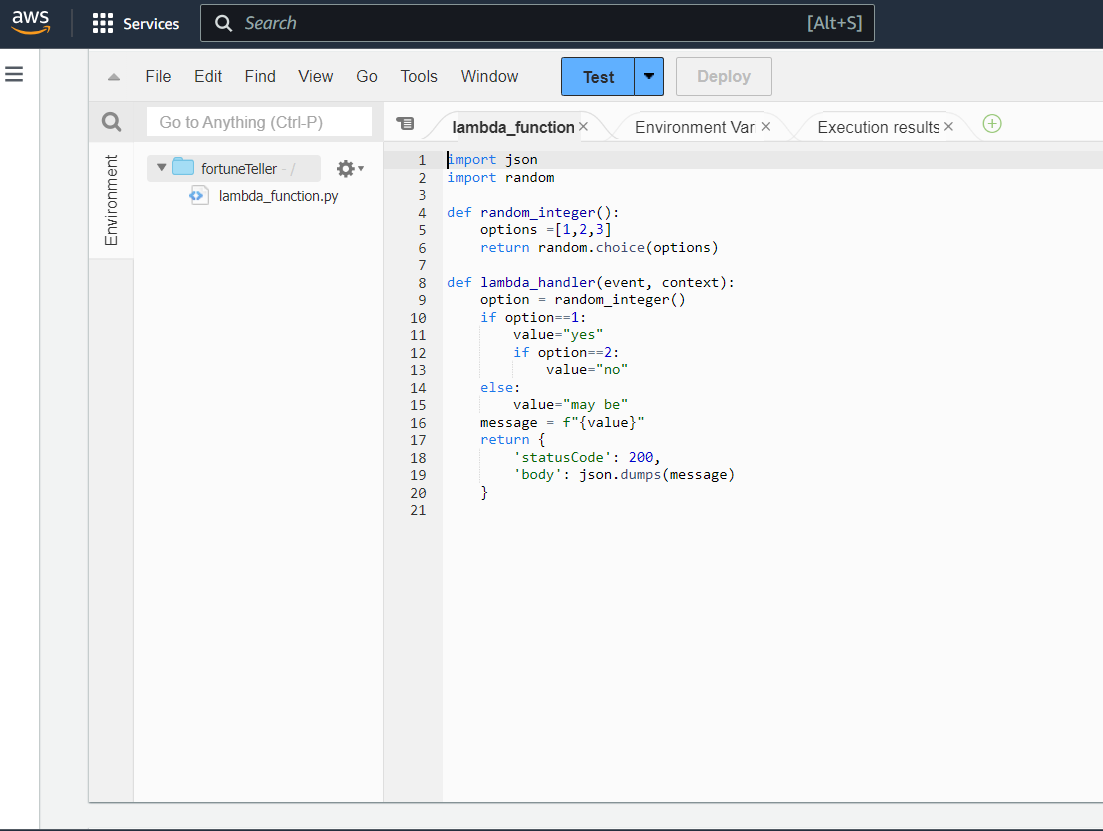 aws Services Search [Alt+S]
File Edit Find View Go Tools Window Test Deploy
Go to Anything (Ctrl-P)
lambda_function Environment Var Execution results
Environment
fortuneTeller - /
lambda_function.py
1 import json
2 import random
3
4 def random_integer():
5     options =[1,2,3]
6     return random.choice(options)
7
8 def lambda_handler(event, context):
9     option = random_integer()
10     if option==1:
11         value="yes"
12         if option==2:
13             value="no"
14     else:
15         value="may be"
16     message = f"{value}"
17     return {
18         'statusCode': 200,
19         'body': json.dumps(message)
20     }
21